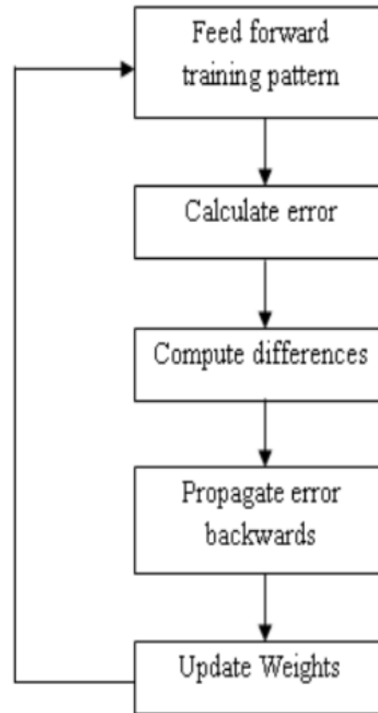 Feed forward
training pattern
Calculate error
Compute differences
Propagate error
backwards
Update Weights